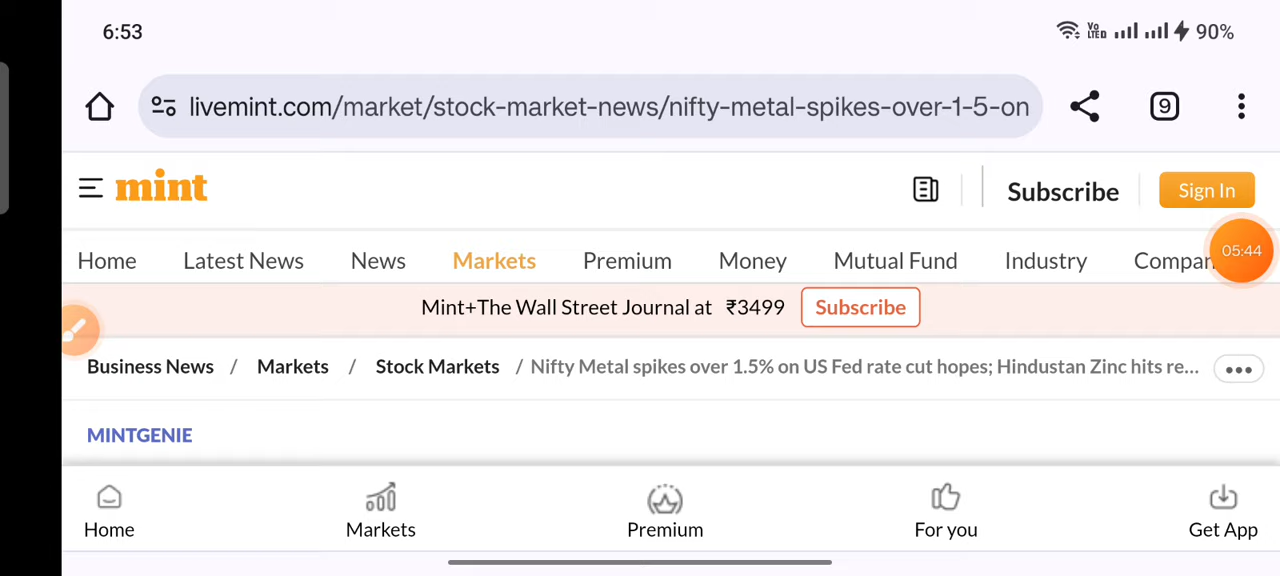 6:53 Vo LTED 90%
livemint.com/market/stock-market-news/nifty-metal-spikes-over-1-5-on 9
mint Subscribe Sign In
05:44
Home Latest News News Markets Premium Money Mutual Fund Industry Compan
Mint+The Wall Street Journal at ₹3499 Subscribe
Business News / Markets / Stock Markets / Nifty Metal spikes over 1.5% on US Fed rate cut hopes; Hindustan Zinc hits re...
MINTGENIE
Home Markets Premium For you Get App